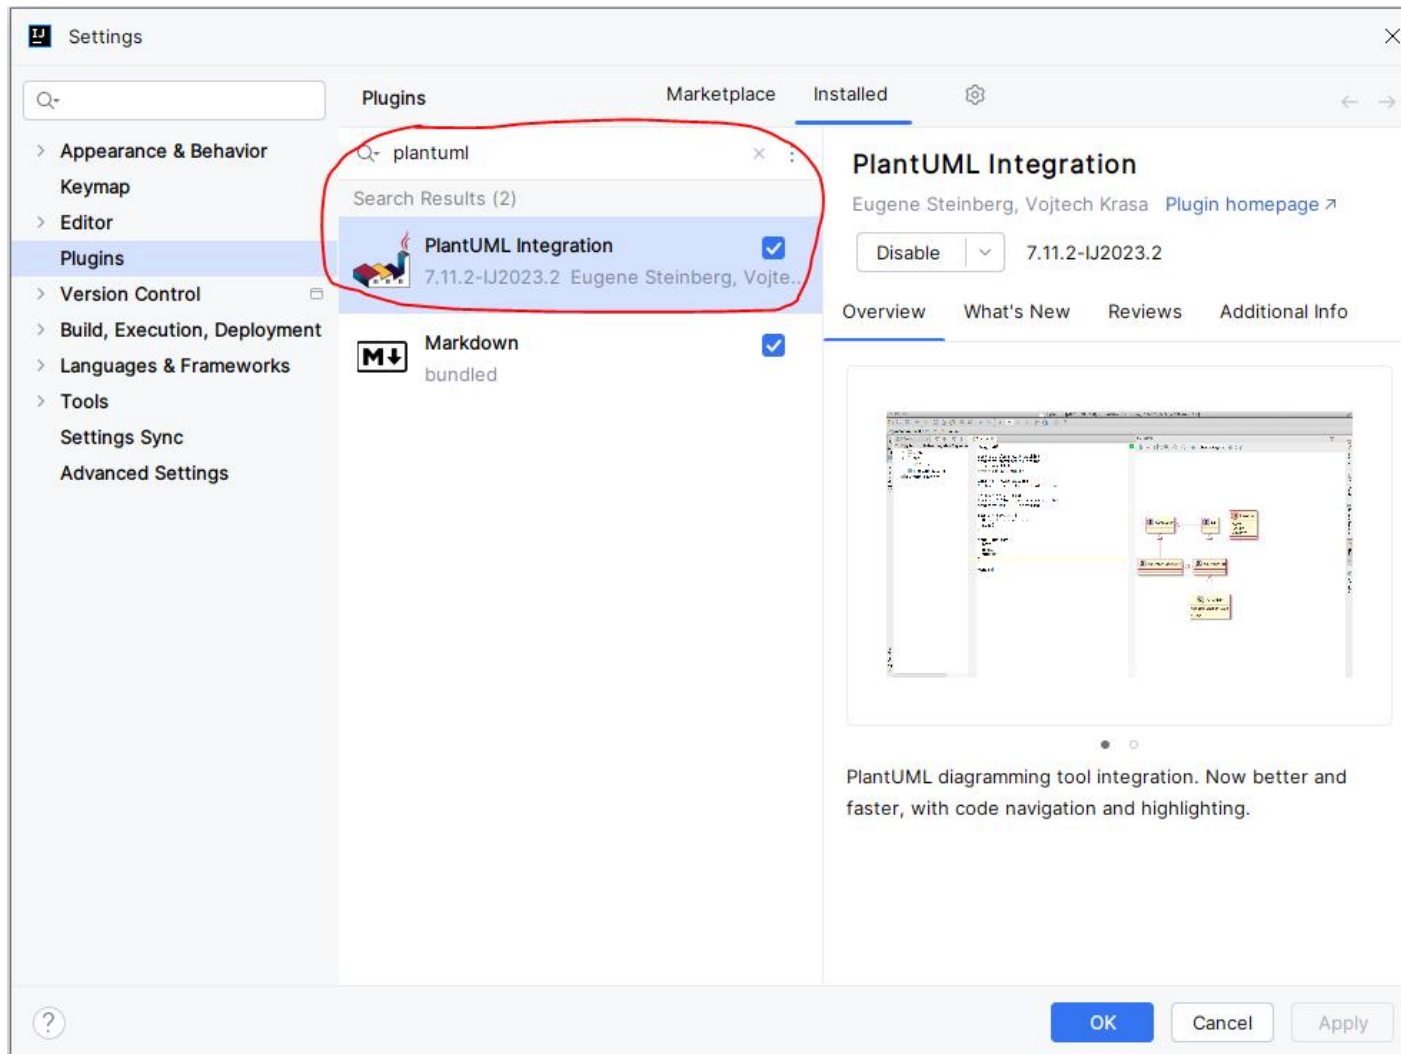 Settings
Plugins
Marketplace
Installed
Appearance & Behavior
Keymap
Editor
Plugins
Version Control
Build, Execution, Deployment
Languages & Frameworks
Tools
Settings Sync
Advanced Settings
plantuml
Search Results (2)
PlantUML Integration
7.11.2-IJ2023.2 Eugene Steinberg, Vojte..
Markdown
bundled
PlantUML Integration
Eugene Steinberg, Vojtech Krasa Plugin homepage
Disable 7.11.2-IJ2023.2
Overview What's New Reviews Additional Info
PlantUML diagramming tool integration. Now better and
faster, with code navigation and highlighting.
?
OK Cancel Apply